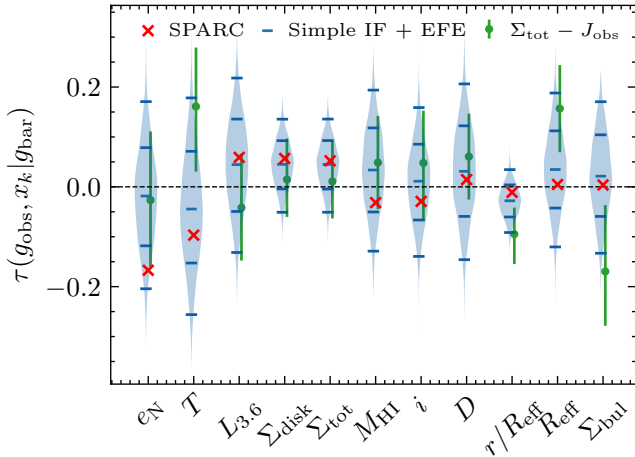 SPARC
Simple IF + EFE
Σ_tot − J_obs
τ(g_obs, x_k|g_bar)
0.2
0.0
−0.2
e_N
T
L_3.6
Σ_disk
Σ_tot
M_HI
i
D
r/R_eff
R_eff
Σ_bul